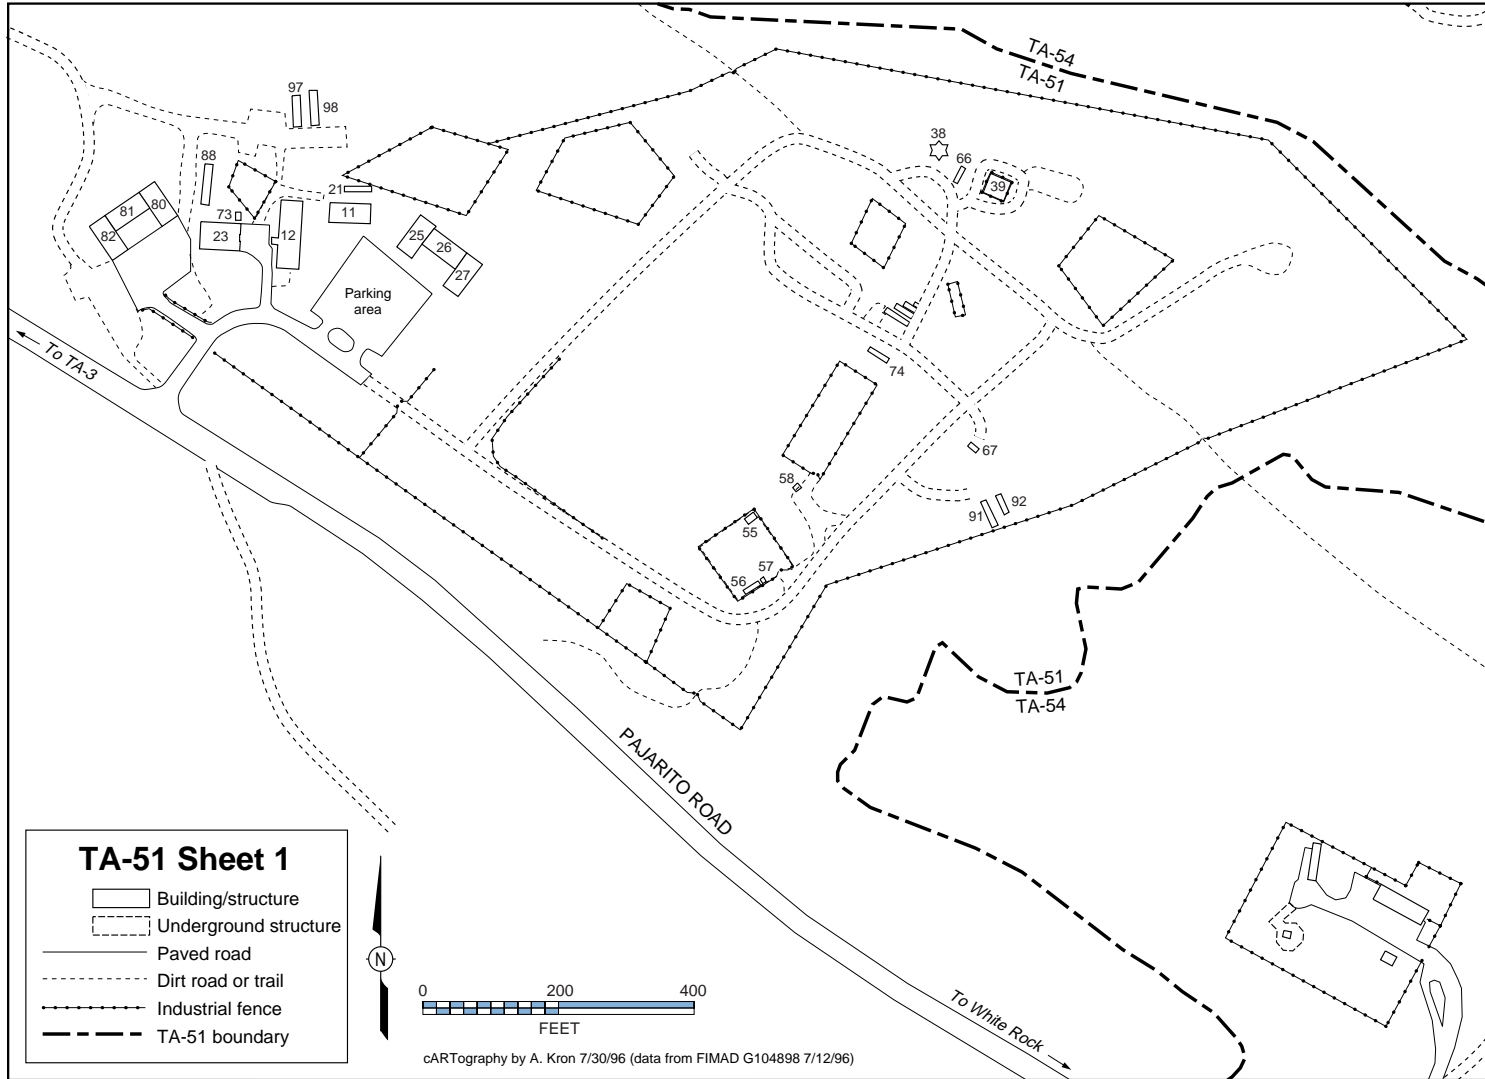 TA-54
TA-51
97
98
38
88
66
21
39
80
81
73
11
82
23
12
25
26
27
Parking
area
To TA-3
74
67
58
92
91
55
57
56
TA-51
TA-54
PAJARITO ROAD
TA-51 Sheet 1
Building/structure
Underground structure
Paved road
Dirt road or trail
Industrial fence
TA-51 boundary
N
0 200 400
FEET
To White Rock
cARTography by A. Kron 7/30/96 (data from FIMAD G104898 7/12/96)